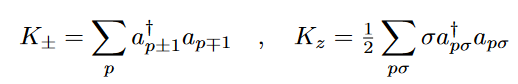 K_± = ∑_p a†_{p±1} a_{p∓1} , K_z = ½ ∑_{pσ} σ a†_{pσ} a_{pσ}